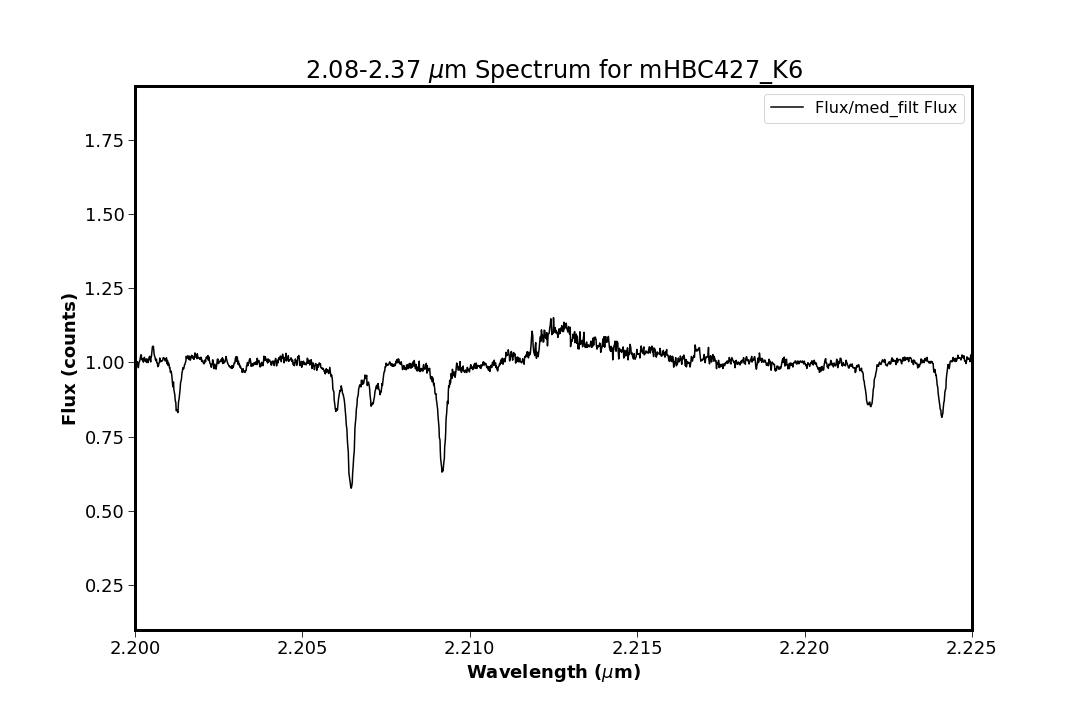 2.08-2.37 μm Spectrum for mHBC427_K6
Flux/med_filt Flux
1.75
1.50
1.25
1.00
0.75
0.50
0.25
Flux (counts)
2.200 2.205 2.210 2.215 2.220 2.225
Wavelength (μm)